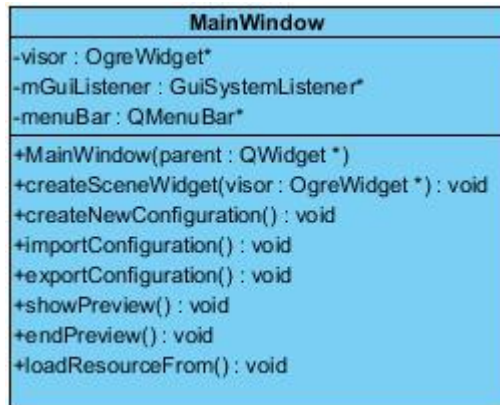 MainWindow
-visor : OgreWidget*
-mGuiListener : GuiSystemListener*
-menuBar : QMenuBar*
+MainWindow(parent : QWidget *)
+createSceneWidget(visor : OgreWidget *) : void
+createNewConfiguration() : void
+importConfiguration() : void
+exportConfiguration() : void
+showPreview() : void
+endPreview() : void
+loadResourceFrom() : void